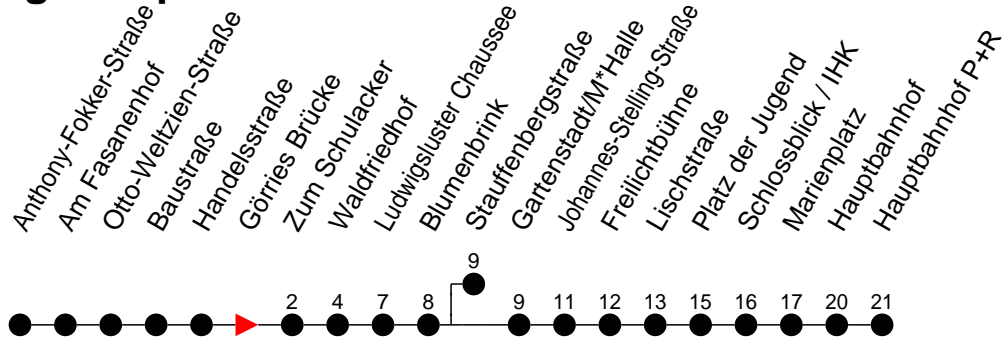 Anthony-Fokker-Straße
Am Fasanenhof
Otto-Weltzien-Straße
Baustraße
Handelsstraße
Görries Brücke
Zum Schulacker
Waldfriedhof
Ludwigsluster Chaussee
Blumenbrink
Stauffenbergstraße
Gartenstadt/M*Halle
Johannes-Stelling-Straße
Freilichtbühne
Lischstraße
Platz der Jugend
Schlossblick / IHK
Marienplatz
Hauptbahnhof
Hauptbahnhof P+R
9
2 4 7 8 9 11 12 13 15 16 17 20 21